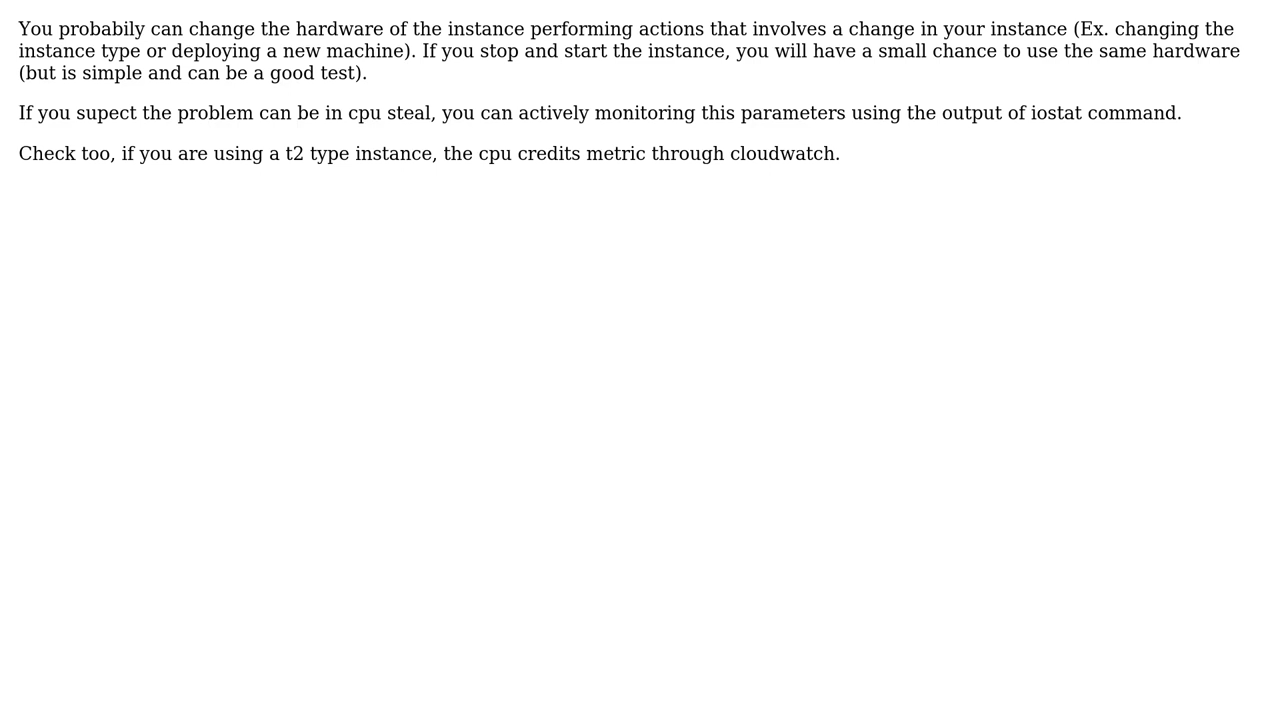 You probabily can change the hardware of the instance performing actions that involves a change in your instance (Ex. changing the
instance type or deploying a new machine). If you stop and start the instance, you will have a small chance to use the same hardware
(but is simple and can be a good test).
If you supect the problem can be in cpu steal, you can actively monitoring this parameters using the output of iostat command.
Check too, if you are using a t2 type instance, the cpu credits metric through cloudwatch.